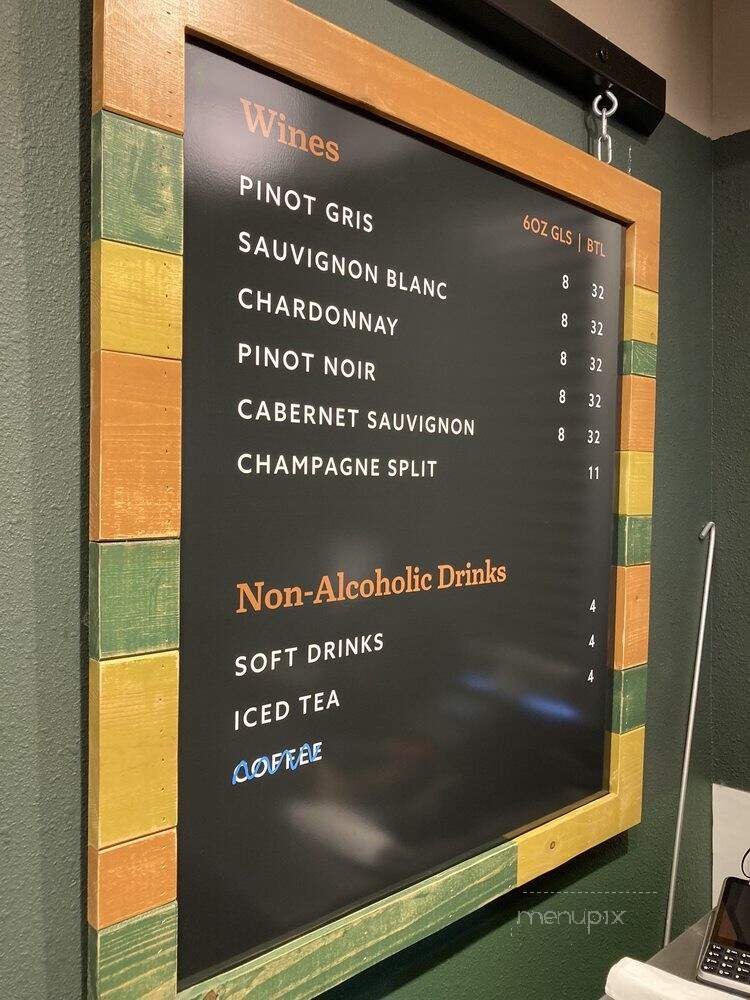 Wines
6OZ GLS | BTL
PINOT GRIS 8 32
SAUVIGNON BLANC 8 32
CHARDONNAY 8 32
PINOT NOIR 8 32
CABERNET SAUVIGNON 8 32
CHAMPAGNE SPLIT 11
Non-Alcoholic Drinks
SOFT DRINKS 4
ICED TEA 4
COFFEE 4
menupix